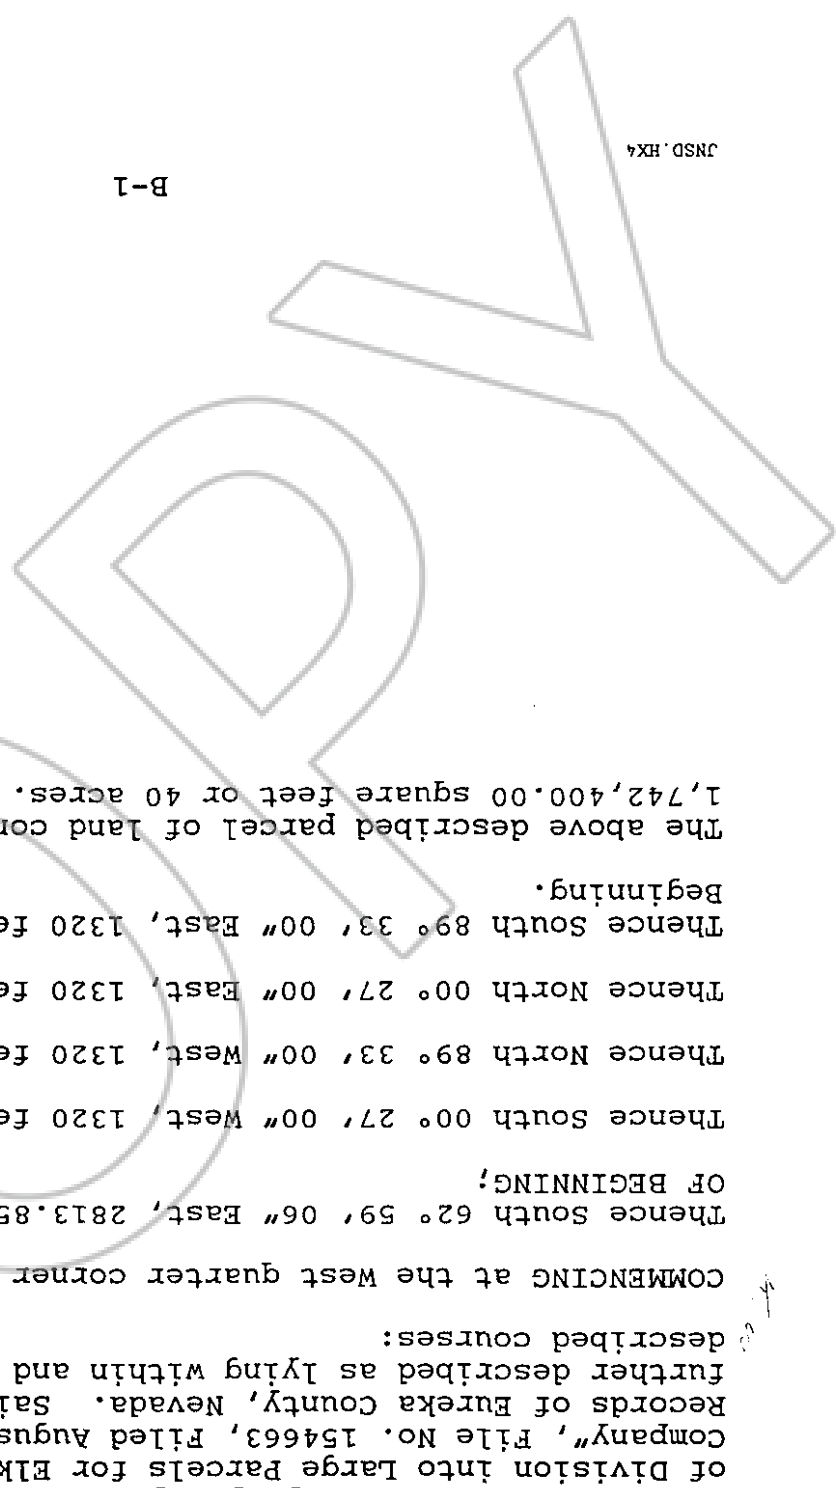 of Division into Large Parcels for Elk
Company", File No. 154663, Filed Augus
Records of Eureka County, Nevada. Sai
further described as lying within and
described courses:
COMMENCING at the West quarter corner
Thence South 62° 59' 06" East, 2813.85
OF BEGINNING;
Thence South 00° 27' 00" West, 1320 fe
Thence North 89° 33' 00" West, 1320 fe
Thence North 00° 27' 00" East, 1320 fe
Thence South 89° 33' 00" East, 1320 fe
Beginning.
The above described parcel of land con
1,742,400.00 square feet or 40 acres.
B-1
JNSD.HX4
OPY